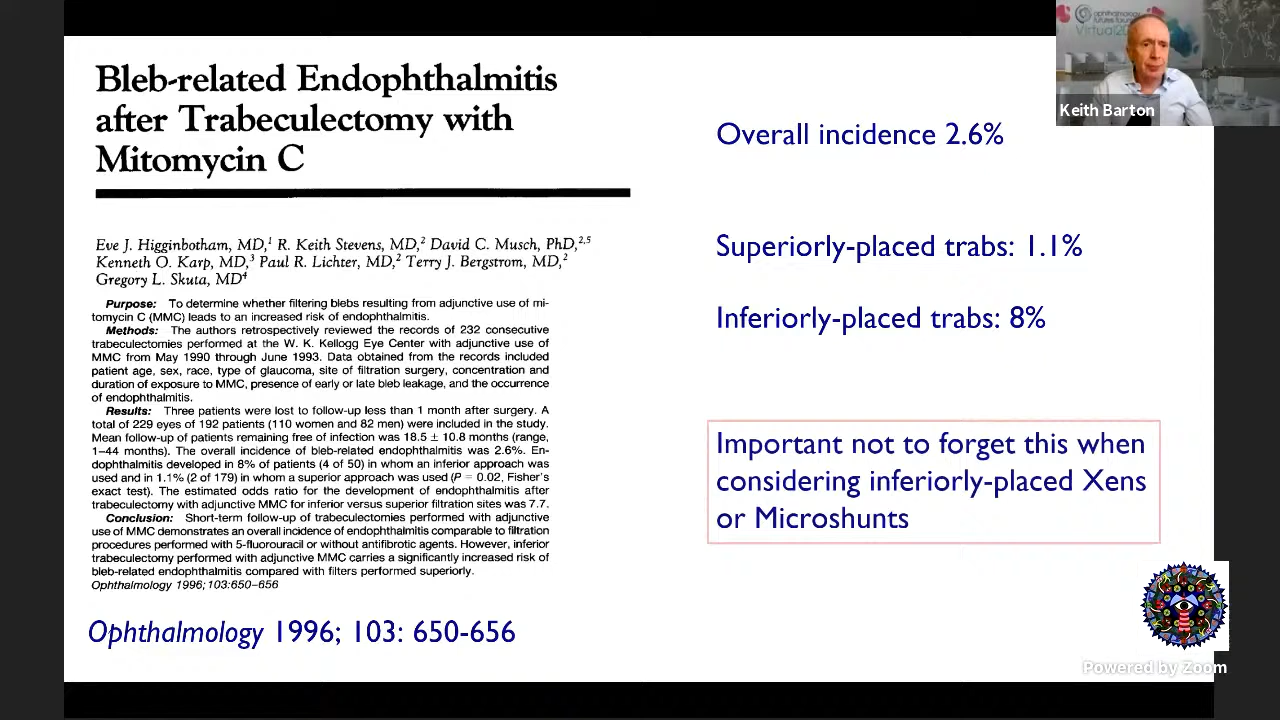 Bleb-related Endophthalmitis
after Trabeculectomy with
Mitomycin C
Eve J. Higginbotham, MD,1 R. Keith Stevens, MD,2 David C. Musch, PhD,2,5
Kenneth O. Karp, MD,3 Paul R. Lichter, MD,2 Terry J. Bergstrom, MD,2
Gregory L. Skuta, MD4
Purpose: To determine whether filtering blebs resulting from adjunctive use of mi-
tomycin C (MMC) leads to an increased risk of endophthalmitis.
Methods: The authors retrospectively reviewed the records of 232 consecutive
trabeculectomies performed at the W. K. Kellogg Eye Center with adjunctive use of
MMC from May 1990 through June 1993. Data obtained from the records included
patient age, sex, race, type of glaucoma, site of filtration surgery, concentration and
duration of exposure to MMC, presence of early or late bleb leakage, and the occurrence
of endophthalmitis.
Results: Three patients were lost to follow-up less than 1 month after surgery. A
total of 229 eyes of 192 patients (110 women and 82 men) were included in the study.
Mean follow-up of patients remaining free of infection was 18.5 ± 10.8 months (range,
1–44 months). The overall incidence of bleb-related endophthalmitis was 2.6%. En-
dophthalmitis developed in 8% of patients (4 of 50) in whom an inferior approach was
used and in 1.1% (2 of 179) in whom a superior approach was used (P = 0.02, Fisher's
exact test). The estimated odds ratio for the development of endophthalmitis after
trabeculectomy with adjunctive MMC for inferior versus superior filtration sites was 7.7.
Conclusion: Short-term follow-up of trabeculectomies performed with adjunctive
use of MMC demonstrates an overall incidence of endophthalmitis comparable to filtration
procedures performed with 5-fluorouracil or without antifibrotic agents. However, inferior
trabeculectomy performed with adjunctive MMC carries a significantly increased risk of
bleb-related endophthalmitis compared with filters performed superiorly.
Ophthalmology 1996; 103:650–656
Ophthalmology 1996; 103: 650-656
Overall incidence 2.6%
Superiorly-placed trabs: 1.1%
Inferiorly-placed trabs: 8%
Important not to forget this when
considering inferiorly-placed Xens
or Microshunts
ophthalmology
futures
Virtual
Keith Barton
Powered by Zoom